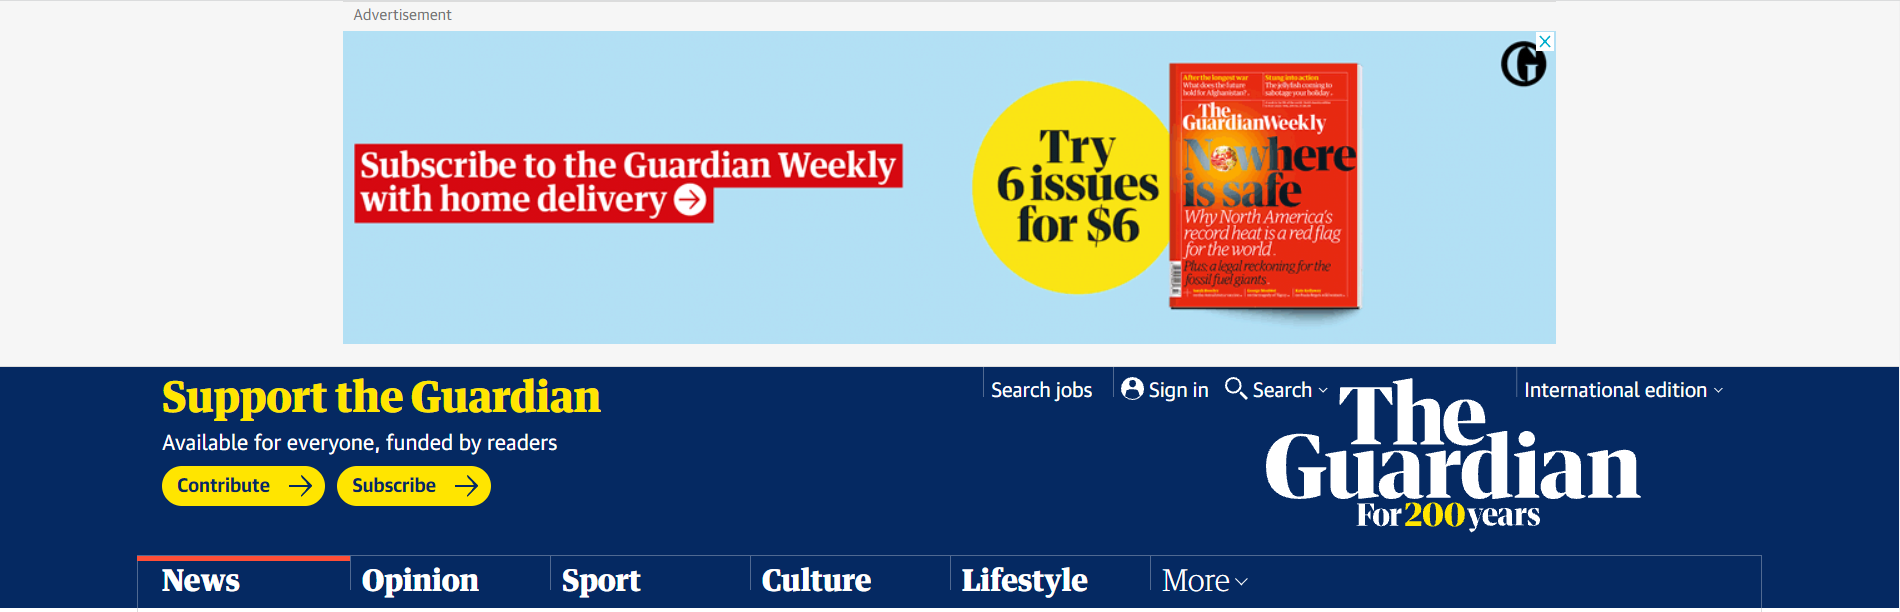 Advertisement
Subscribe to the Guardian Weekly
with home delivery
Try
6 issues
for $6
After the longest war
What does the future
hold for Afghanistan?
Stung into action
The jellyfish coming to
sabotage your holiday
The
Guardian Weekly
Nowhere
is safe
Why North America's
record heat is a red flag
for the world
Plus: a legal reckoning for the
fossil fuel giants
G
Support the Guardian
Available for everyone, funded by readers
Contribute
Subscribe
Search jobs
Sign in
Search
International edition
The
Guardian
For 200 years
News
Opinion
Sport
Culture
Lifestyle
More